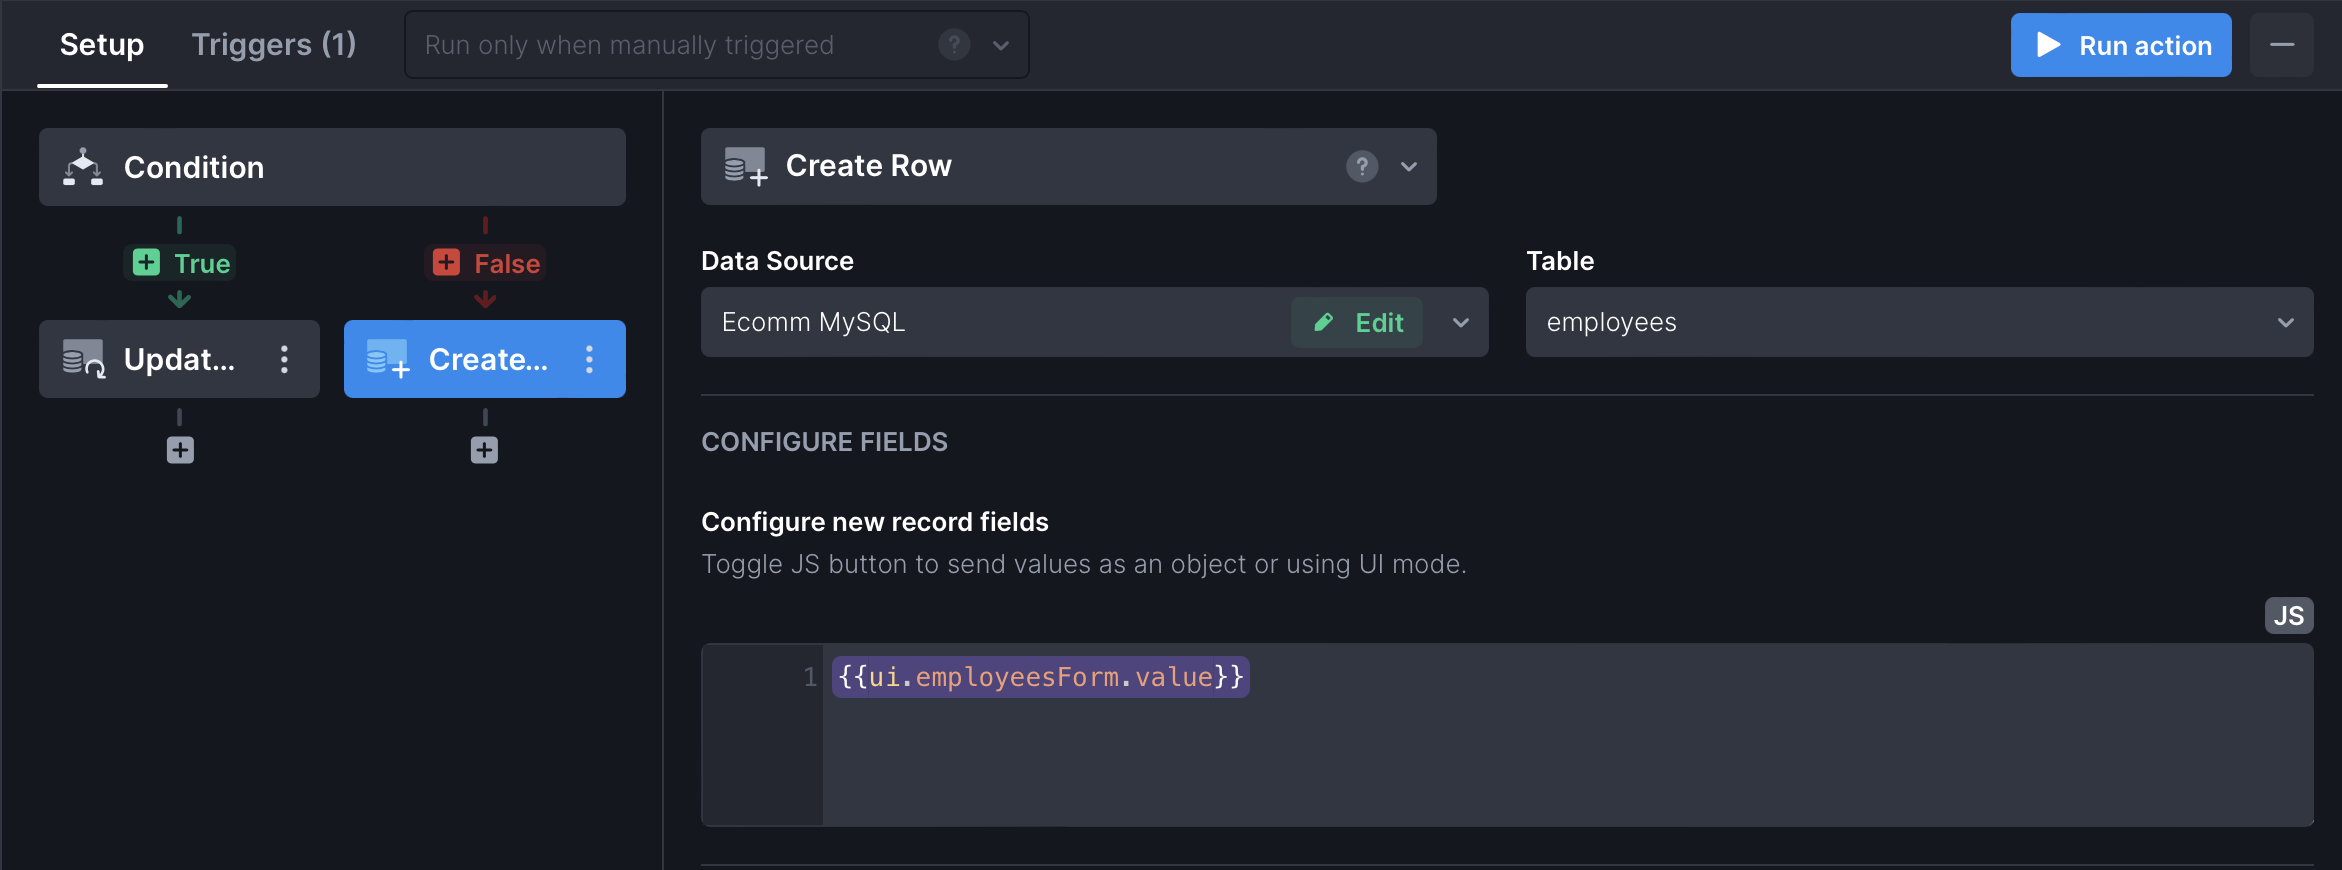 Setup
Triggers (1)
Run only when manually triggered
?
Run action
Condition
True
False
Updat...
Create...
Create Row
?
Data Source
Table
Ecomm MySQL
Edit
employees
CONFIGURE FIELDS
Configure new record fields
Toggle JS button to send values as an object or using UI mode.
JS
1
{{ui.employeesForm.value}}